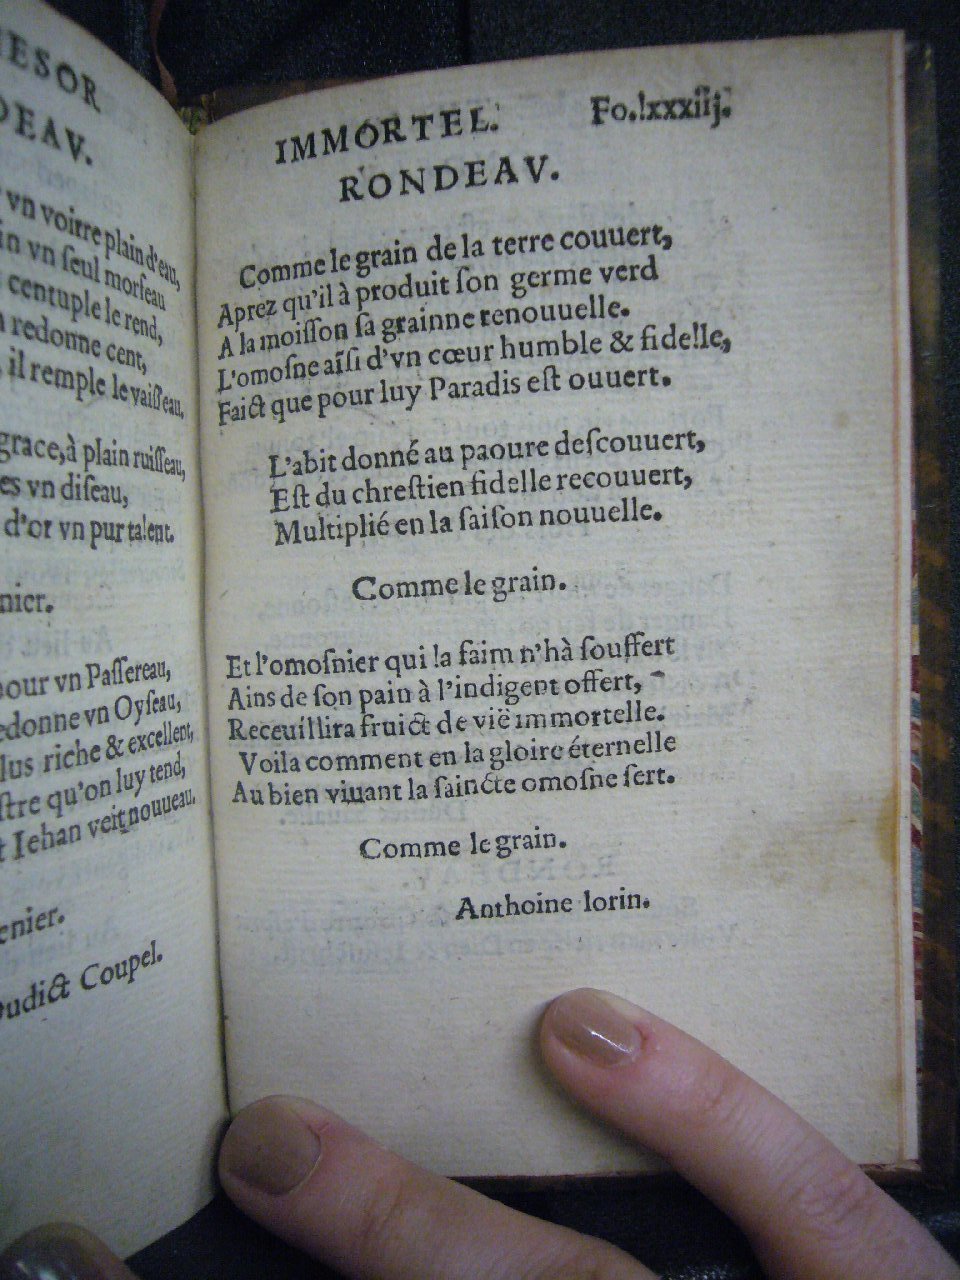 RESOR
DEAV.
vn voirre plain d'eau,
in vn ſeul morſeau
centuple le rend,
redonne cent,
il remple le vaiſſeau,
grace, à plain ruiſſeau,
es vn diſeau,
d'or vn pur talent.
nier.
pour vn Paſſereau,
edonne vn Oyſeau,
lus riche & excellent,
ſtre qu'on luy tend,
t Iehan veit nouueau.
enier.
oudict Coupel.
IMMORTEL. Fo.lxxxiij.
RONDEAV.
Comme le grain de la terre couuert,
Aprez qu'il à produit ſon germe verd
A la moiſſon ſa grainne renouuelle.
L'omoſne aiſſi d'vn cœur humble & fidelle,
Faict que pour luy Paradis eſt ouuert.
L'abit donné au paoure deſcouuert,
Eſt du chreſtien fidelle recouuert,
Multiplié en la ſaiſon nouuelle.
Comme le grain.
Et l'omoſnier qui la faim n'hà ſouffert
Ains de ſon pain à l'indigent offert,
Receuillira fruict de vië immortelle.
Voila comment en la gloire éternelle
Au bien viuant la ſaincte omoſne ſert.
Comme le grain.
Anthoine Iorin.